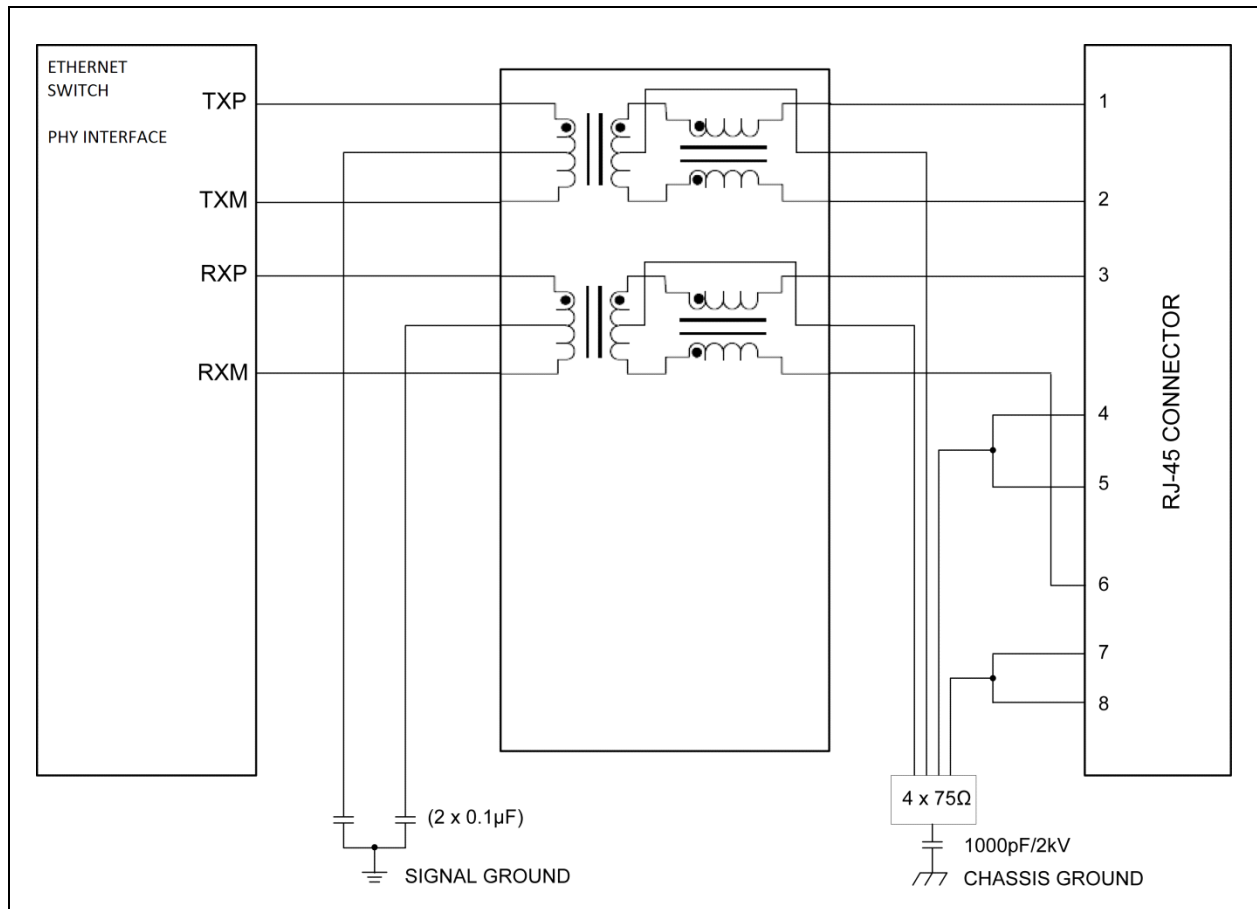 ETHERNET
SWITCH
PHY INTERFACE
TXP
TXM
RXP
RXM
1
2
3
4
5
6
7
8
RJ-45 CONNECTOR
(2 x 0.1µF)
SIGNAL GROUND
4 x 75Ω
1000pF/2kV
CHASSIS GROUND